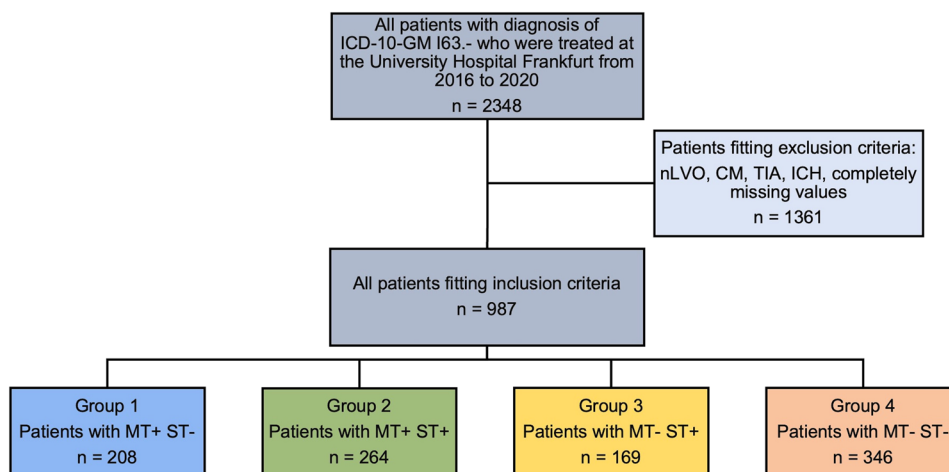 All patients with diagnosis of
ICD-10-GM I63.- who were treated at
the University Hospital Frankfurt from
2016 to 2020
n = 2348
Patients fitting exclusion criteria:
nLVO, CM, TIA, ICH, completely
missing values
n = 1361
All patients fitting inclusion criteria
n = 987
Group 1
Patients with MT+ ST-
n = 208
Group 2
Patients with MT+ ST+
n = 264
Group 3
Patients with MT- ST+
n = 169
Group 4
Patients with MT- ST-
n = 346